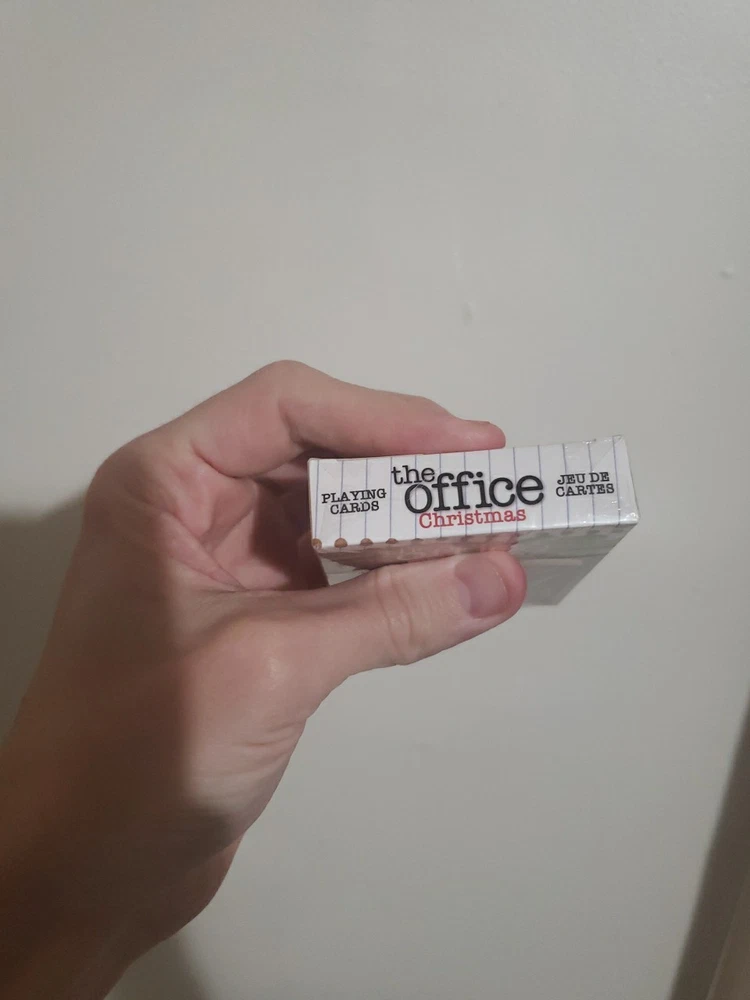 PLAYING
CARDS
the
office
Christmas
JEU DE
CARTES